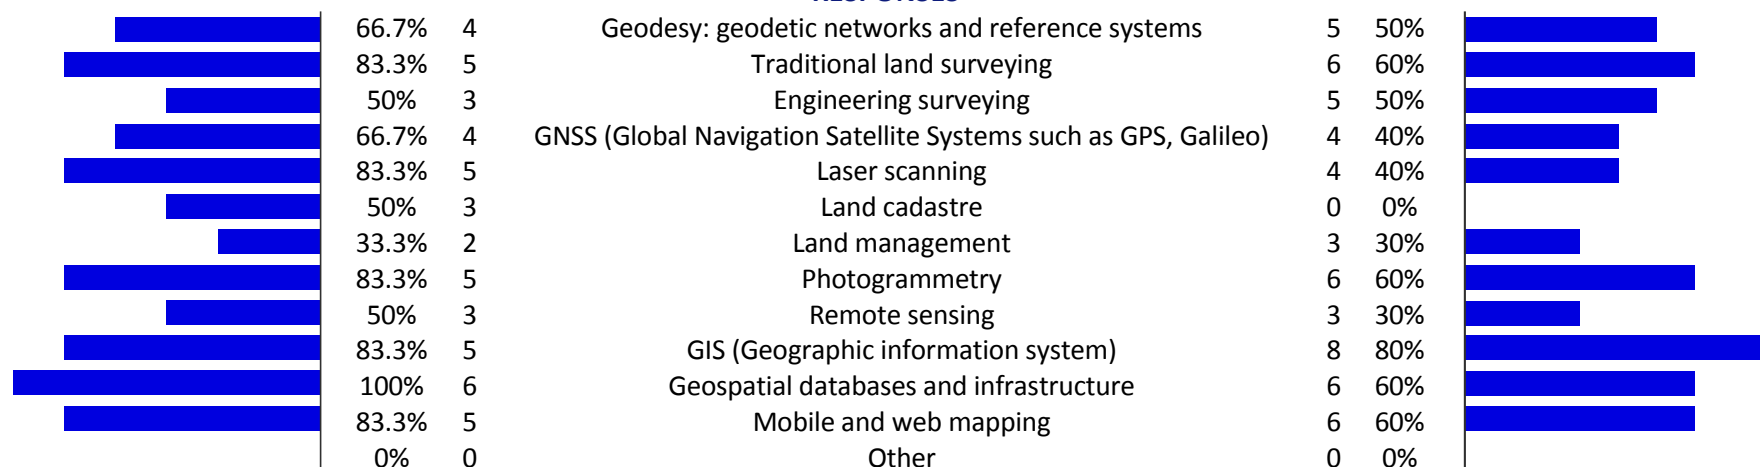 66.7% 4 Geodesy: geodetic networks and reference systems 5 50%
83.3% 5 Traditional land surveying 6 60%
50% 3 Engineering surveying 5 50%
66.7% 4 GNSS (Global Navigation Satellite Systems such as GPS, Galileo) 4 40%
83.3% 5 Laser scanning 4 40%
50% 3 Land cadastre 0 0%
33.3% 2 Land management 3 30%
83.3% 5 Photogrammetry 6 60%
50% 3 Remote sensing 3 30%
83.3% 5 GIS (Geographic information system) 8 80%
100% 6 Geospatial databases and infrastructure 6 60%
83.3% 5 Mobile and web mapping 6 60%
0% 0 Other 0 0%